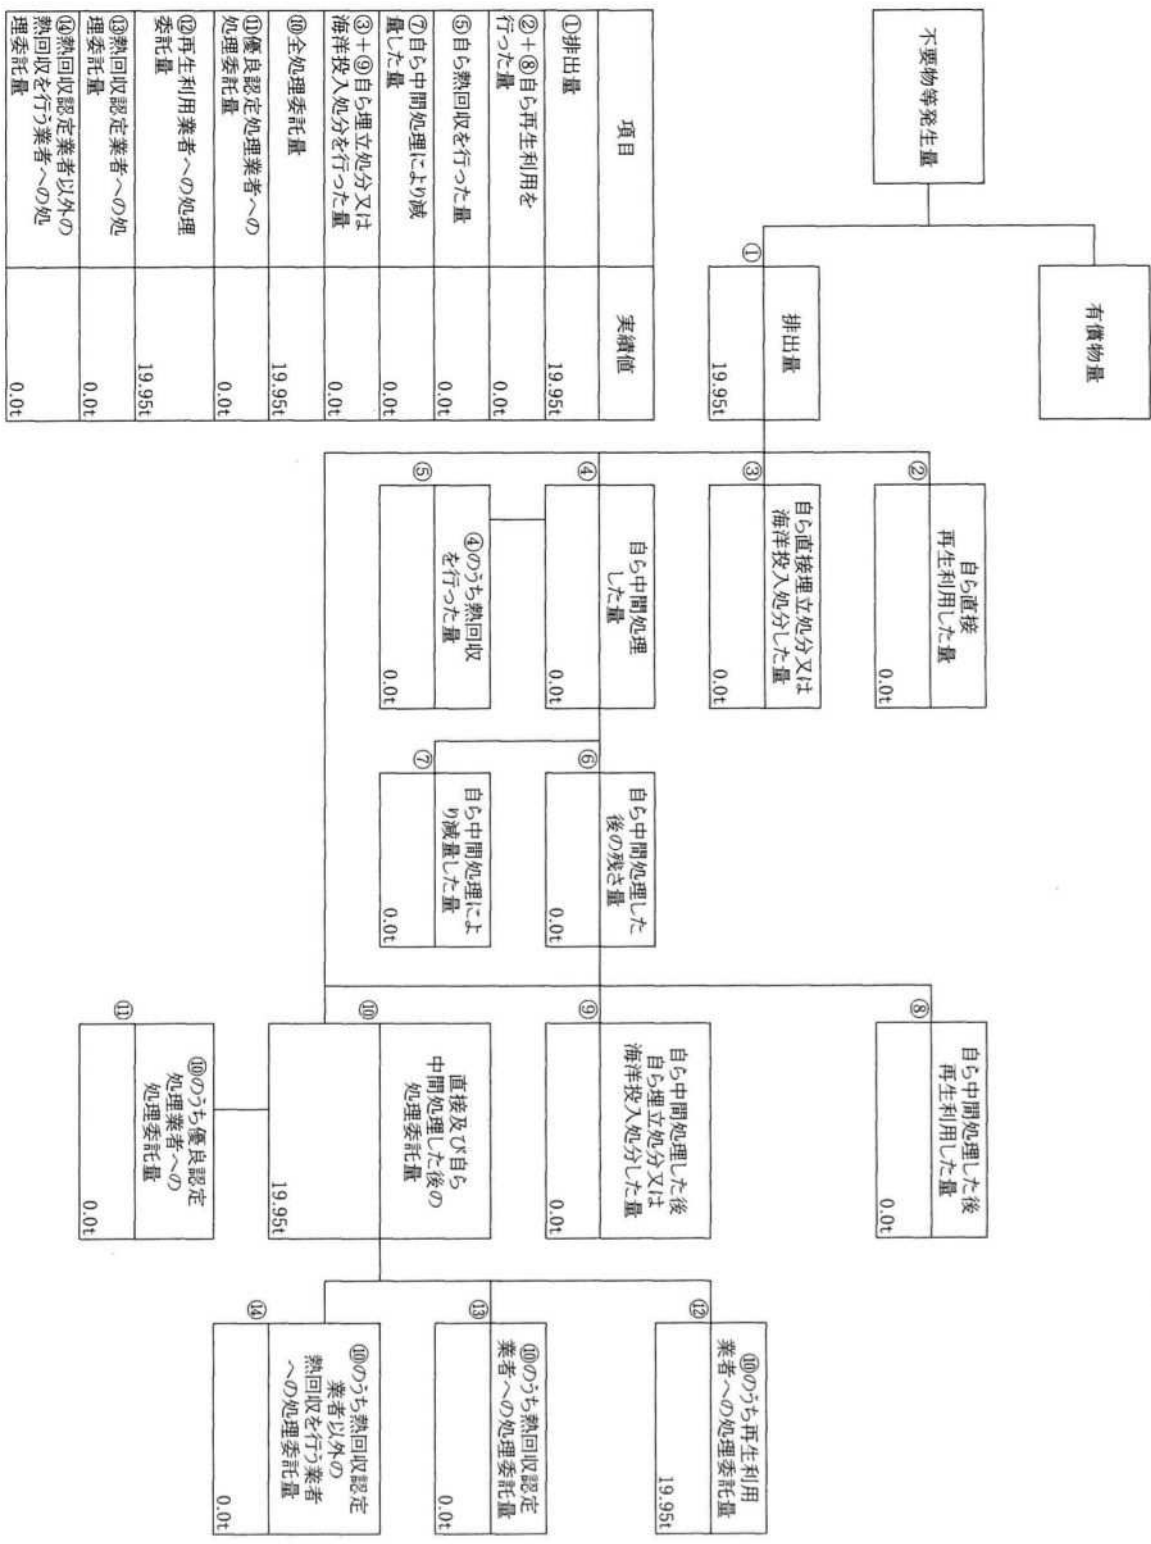 不要物等発生量
有償物量
①
排出量
19.95t
②
自ら直接
再生利用した量
0.0t
③
自ら直接埋立処分又は
海洋投入処分した量
0.0t
④
自ら中間処理
した量
0.0t
⑤
④のうち熱回収
を行った量
0.0t
⑥
自ら中間処理した
後の残さ量
0.0t
⑦
自ら中間処理によ
り減量した量
0.0t
⑧
自ら中間処理した後
再生利用した量
0.0t
⑨
自ら中間処理した後
自ら埋立処分又は
海洋投入処分した量
0.0t
⑩
直接及び自ら
中間処理した後の
処理委託量
19.95t
⑪
⑩のうち優良認定
処理業者への
処理委託量
0.0t
⑫
⑩のうち再生利用
業者への処理委託量
19.95t
⑬
⑩のうち熱回収認定
業者への処理委託量
0.0t
⑭
⑩のうち熱回収認定
業者以外の
熱回収を行う業者
への処理委託量
0.0t
項目
実績値
①排出量
19.95t
②+⑧自ら再生利用を
行った量
0.0t
⑤自ら熱回収を行った量
0.0t
⑦自ら中間処理により減
量した量
0.0t
③+⑨自ら埋立処分又は
海洋投入処分を行った量
0.0t
⑩全処理委託量
19.95t
⑪優良認定処理業者への
処理委託量
0.0t
⑫再生利用業者への処理
委託量
19.95t
⑬熱回収認定業者への処
理委託量
0.0t
⑭熱回収認定業者以外の
熱回収を行う業者への処
理委託量
0.0t